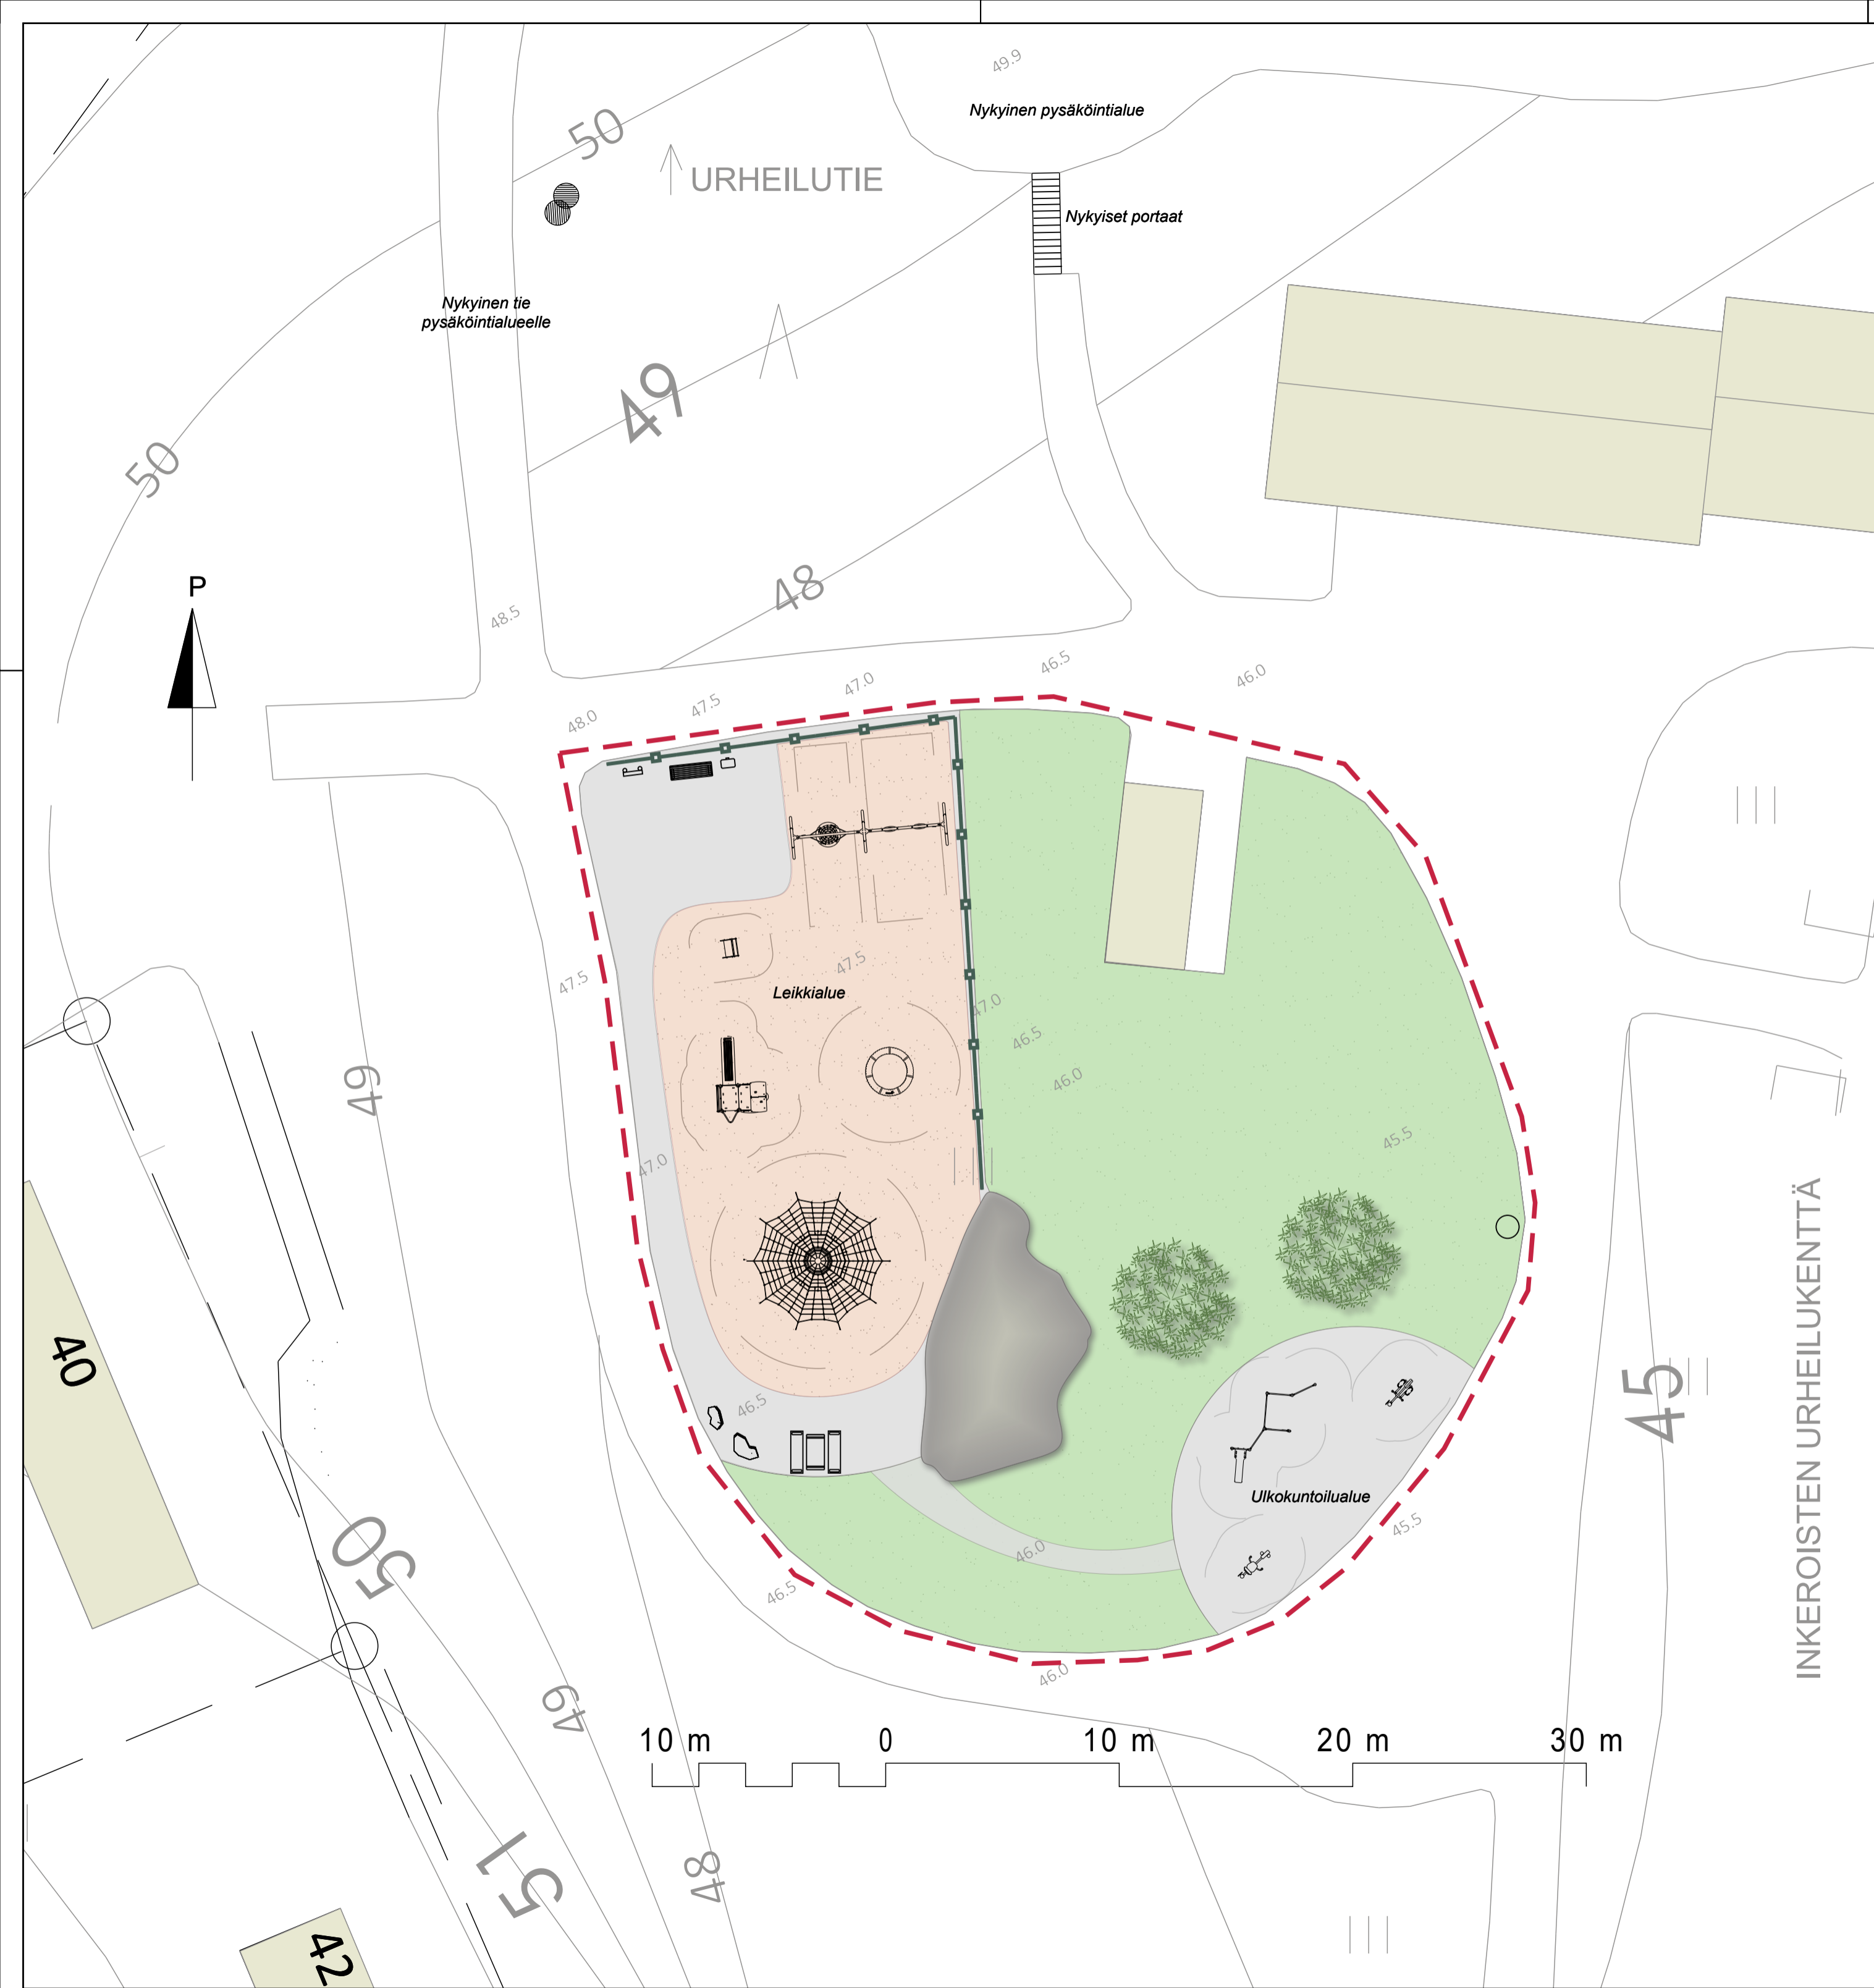 49.9
Nykyinen pysäköintialue
50
URHEILUTIE
Nykyiset portaat
Nykyinen tie
pysäköintialueelle
49
50
48
P
48.5
46.5
46.0
47.0
47.5
48.0
47.5
47.5
Leikkialue
47.0
46.5
46.0
49
45.5
47.0
INKEROISTEN URHEILUKENTTÄ
40
45
46.5
Ulkokuntoilualue
45.5
50
46.0
46.5
46.0
49
10 m
0
10 m
20 m
30 m
51
48
42